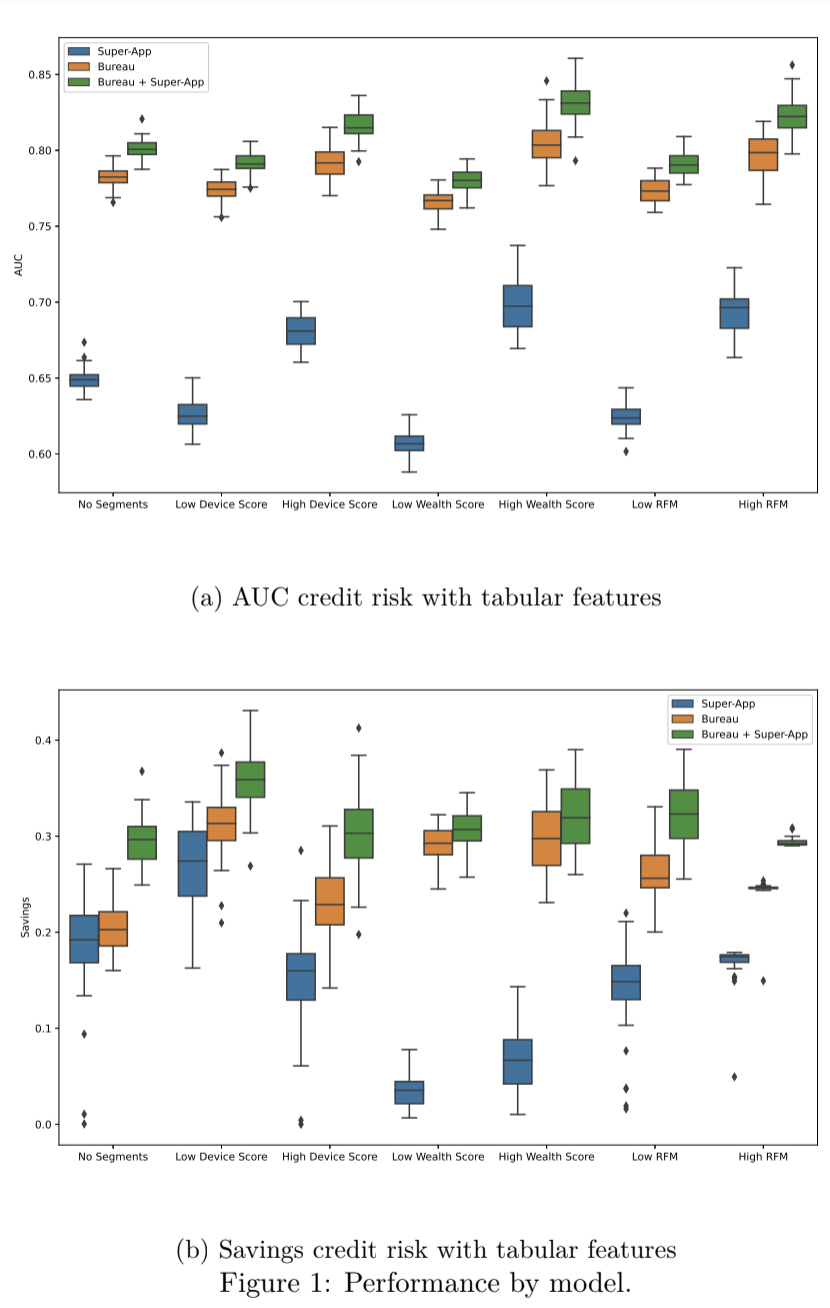 Super-App
Bureau
Bureau + Super-App
0.85
0.80
0.75
0.70
0.65
0.60
AUC
No Segments Low Device Score High Device Score Low Wealth Score High Wealth Score Low RFM High RFM
(a) AUC credit risk with tabular features
Super-App
Bureau
Bureau + Super-App
0.4
0.3
0.2
0.1
0.0
Savings
No Segments Low Device Score High Device Score Low Wealth Score High Wealth Score Low RFM High RFM
(b) Savings credit risk with tabular features
Figure 1: Performance by model.